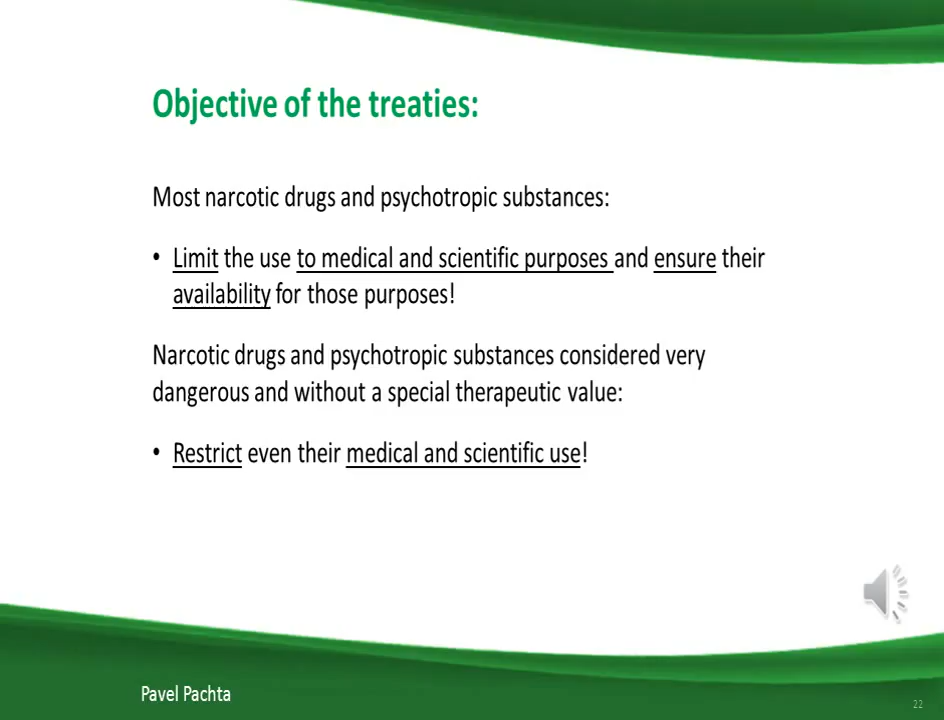 Objective of the treaties:
Most narcotic drugs and psychotropic substances:
• Limit the use to medical and scientific purposes and ensure their
availability for those purposes!
Narcotic drugs and psychotropic substances considered very
dangerous and without a special therapeutic value:
• Restrict even their medical and scientific use!
Pavel Pachta
22